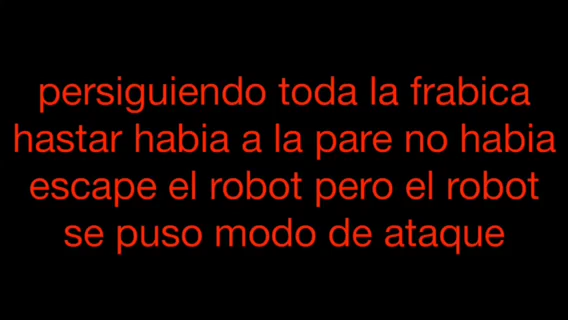 persiguiendo toda la frabica
hastar habia a la pare no habia
escape el robot pero el robot
se puso modo de ataque